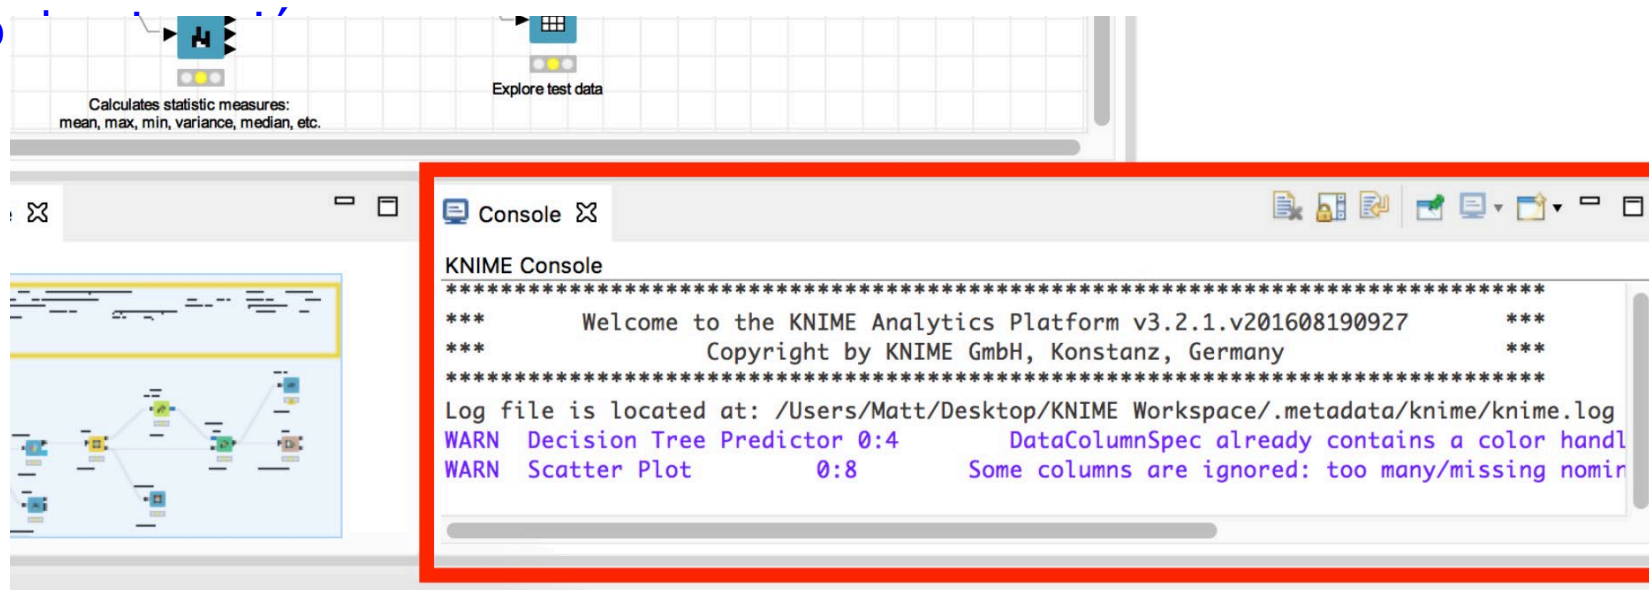 Calculates statistic measures:
mean, max, min, variance, median, etc.
Explore test data
Console
KNIME Console
********************************************************************************
*** Welcome to the KNIME Analytics Platform v3.2.1.v201608190927 ***
*** Copyright by KNIME GmbH, Konstanz, Germany ***
********************************************************************************
Log file is located at: /Users/Matt/Desktop/KNIME Workspace/.metadata/knime/knime.log
WARN Decision Tree Predictor 0:4 DataColumnSpec already contains a color handl
WARN Scatter Plot 0:8 Some columns are ignored: too many/missing nomin